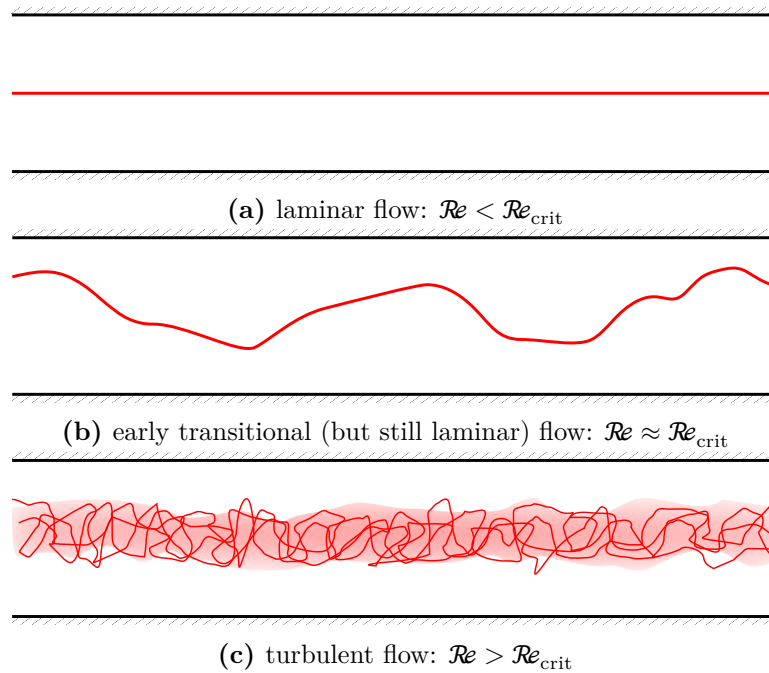 (a) laminar flow: Re < Re_crit
(b) early transitional (but still laminar) flow: Re ≈ Re_crit
(c) turbulent flow: Re > Re_crit